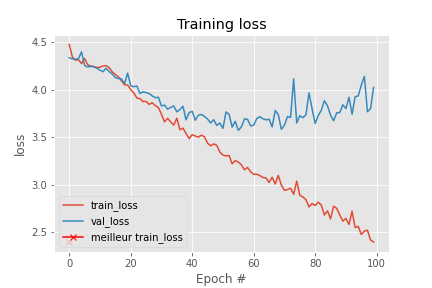 Training loss
4.5
4.0
3.5
3.0
2.5
loss
train_loss
val_loss
meilleur train_loss
0 20 40 60 80 100
Epoch #